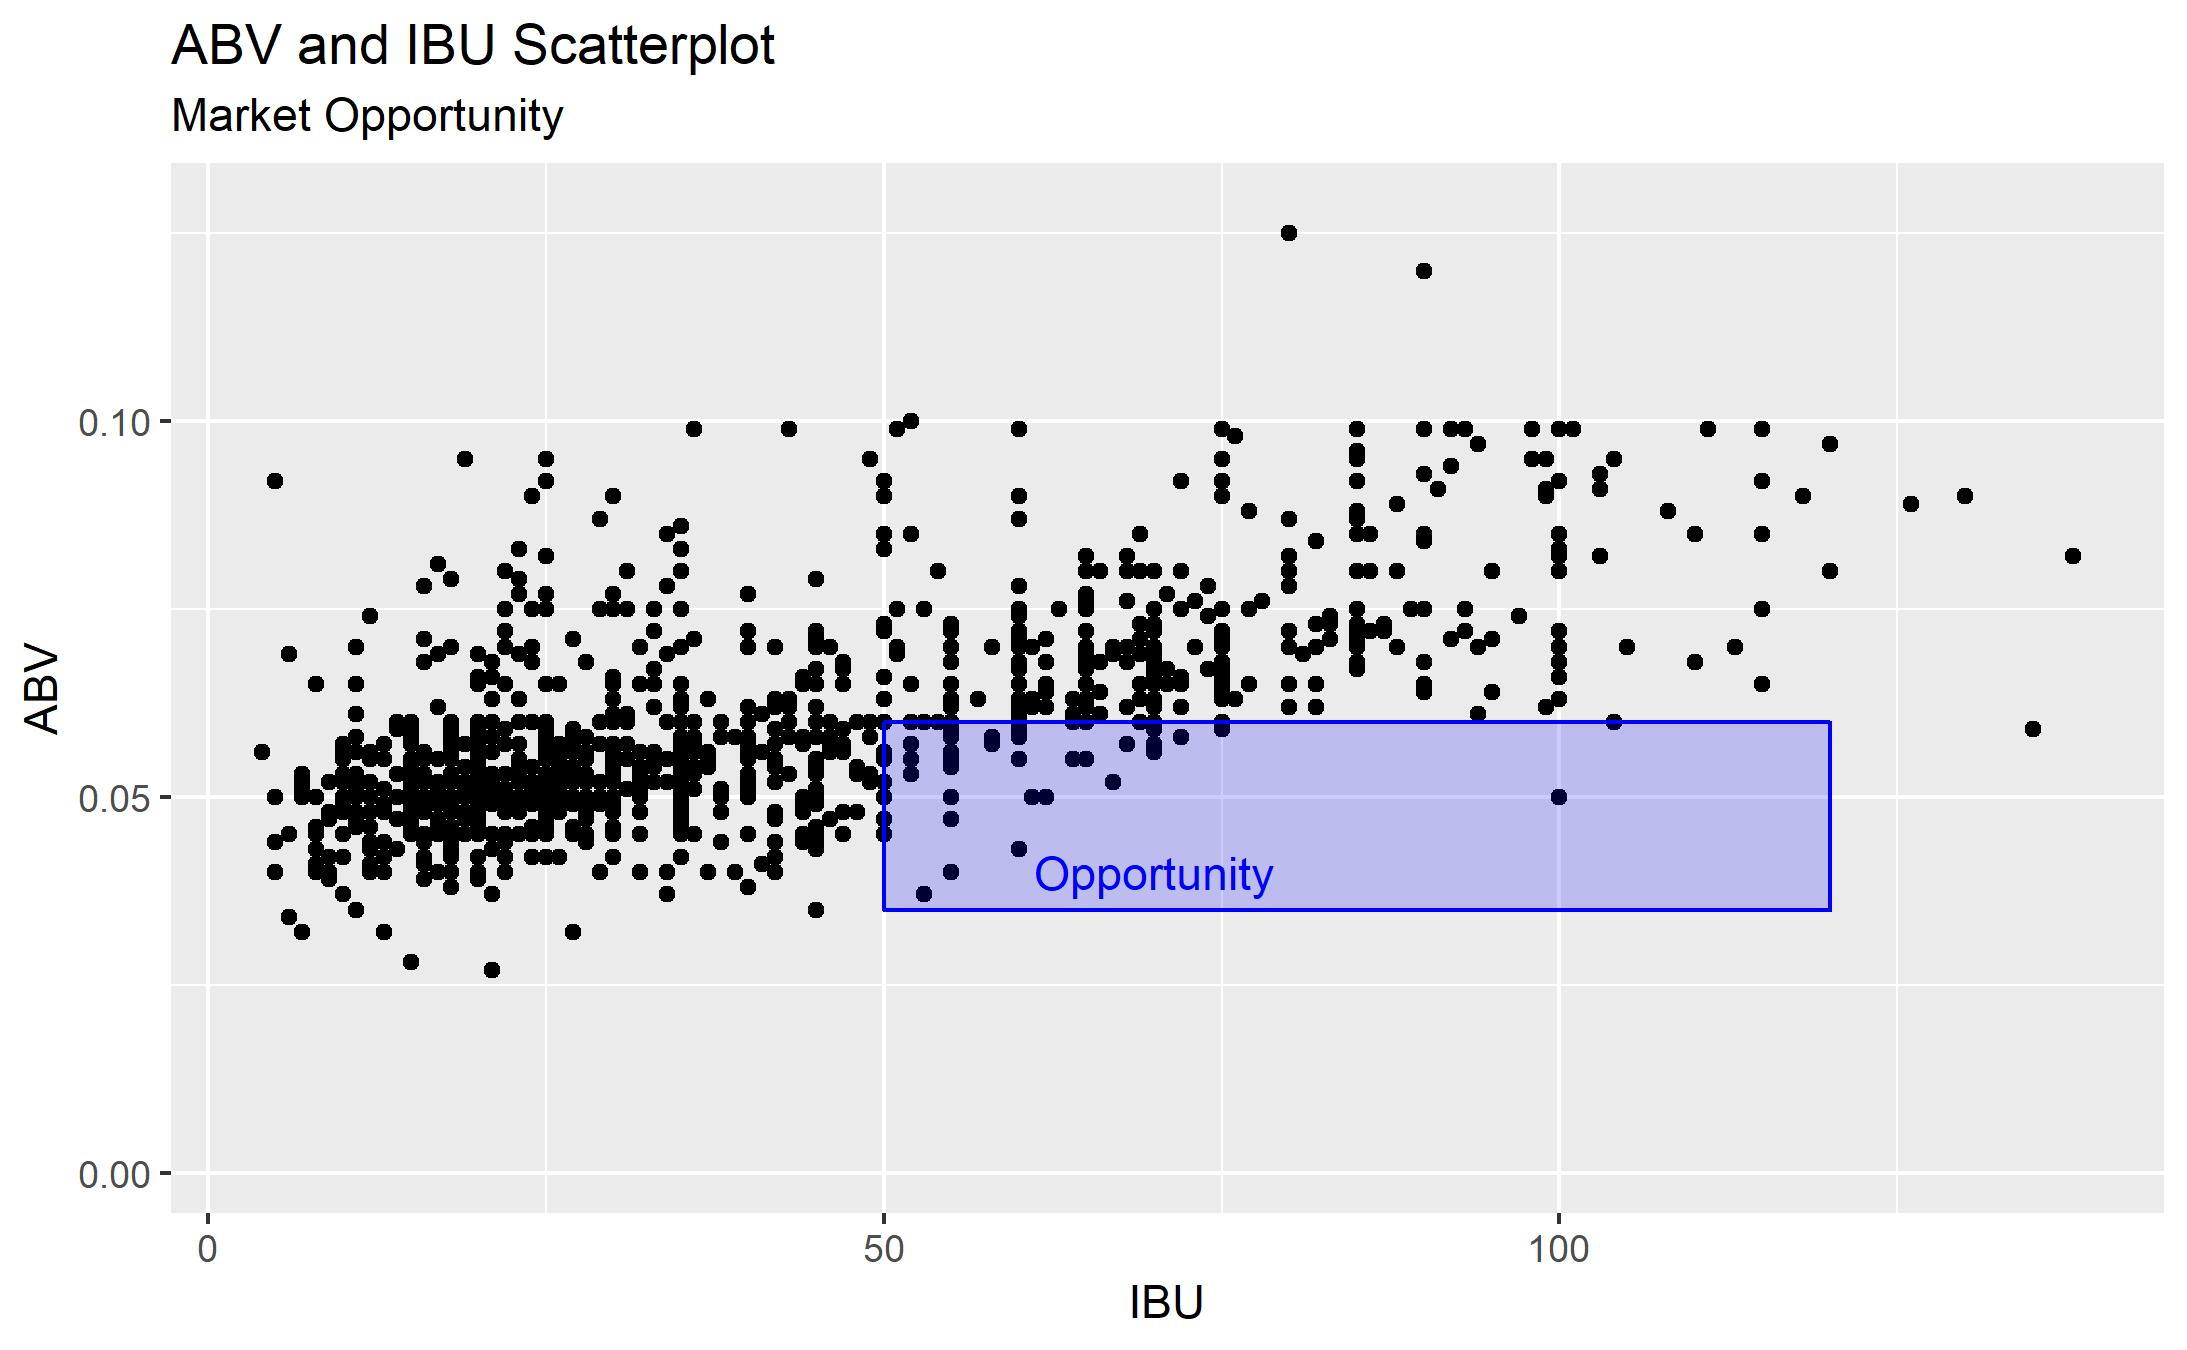 ABV and IBU Scatterplot
Market Opportunity
0.10
0.05
0.00
ABV
Opportunity
0
50
100
IBU